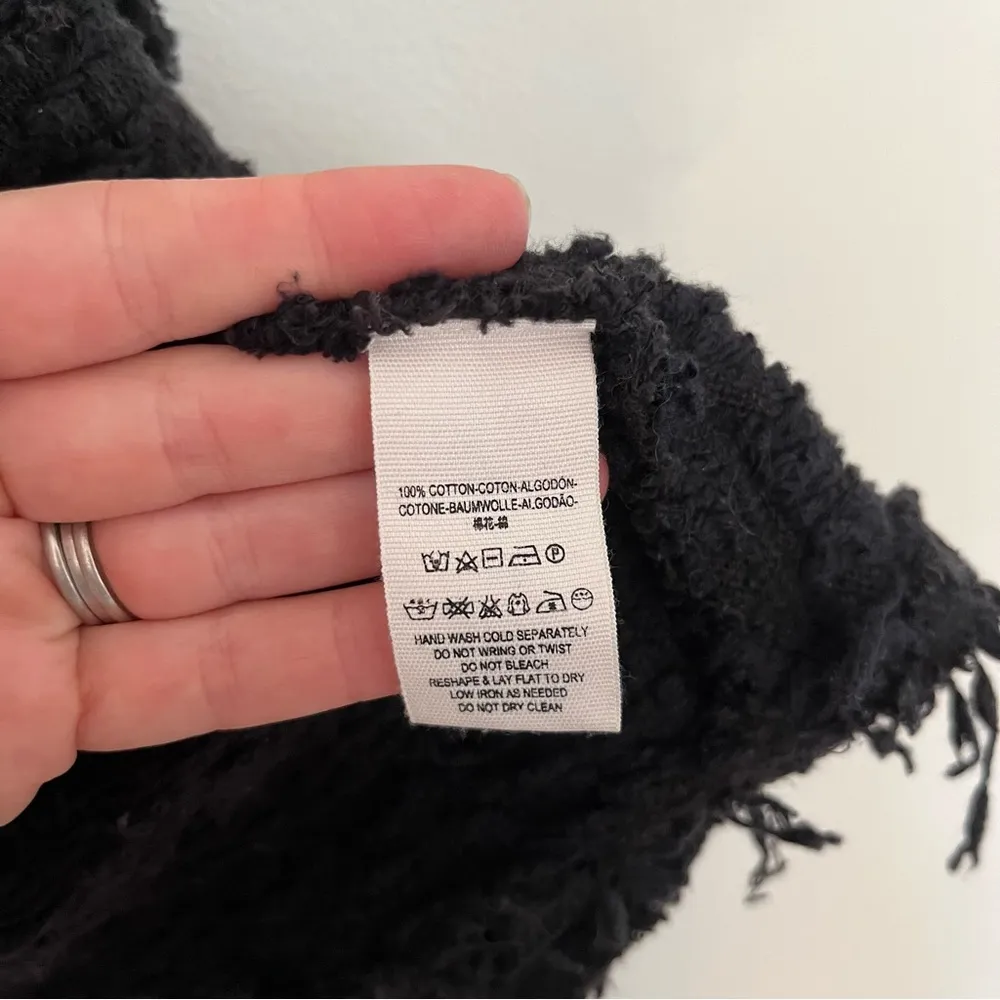 100% COTTON-COTON-ALGODÓN-
COTONE-BAUMWOLLE-ALGODÃO-
棉花-綿
P
HAND WASH COLD SEPARATELY
DO NOT WRING OR TWIST
DO NOT BLEACH
RESHAPE & LAY FLAT TO DRY
LOW IRON AS NEEDED
DO NOT DRY CLEAN